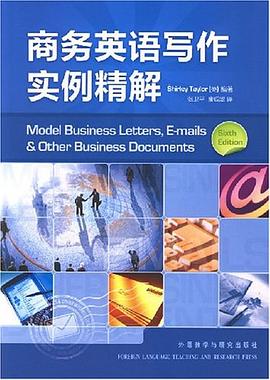 商务英语写作
实例精解
Shirley Taylor [英] 编著
Model Business Letters, E-mails
& Other Business Documents
Sixth
Edition
外语教学与研究出版社
FOREIGN LANGUAGE TEACHING AND RESEARCH PRESS